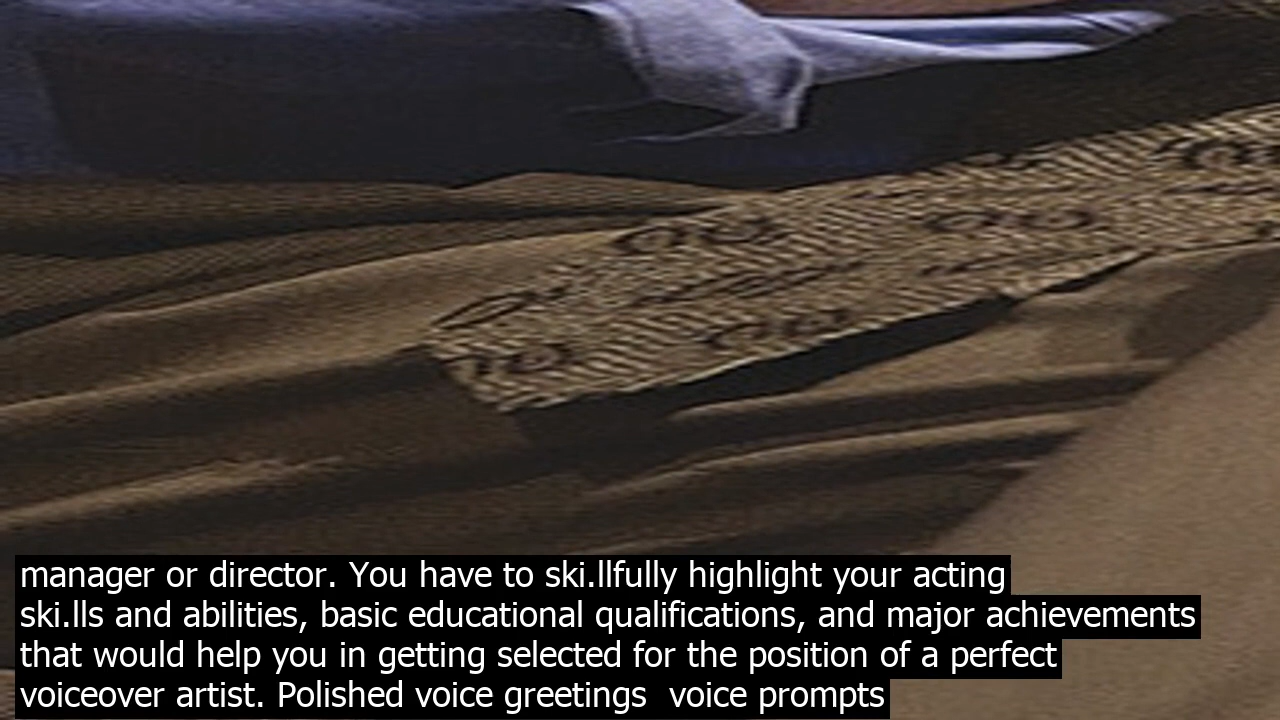 manager or director. You have to ski.llfully highlight your acting
ski.lls and abilities, basic educational qualifications, and major achievements
that would help you in getting selected for the position of a perfect
voiceover artist. Polished voice greetings  voice prompts